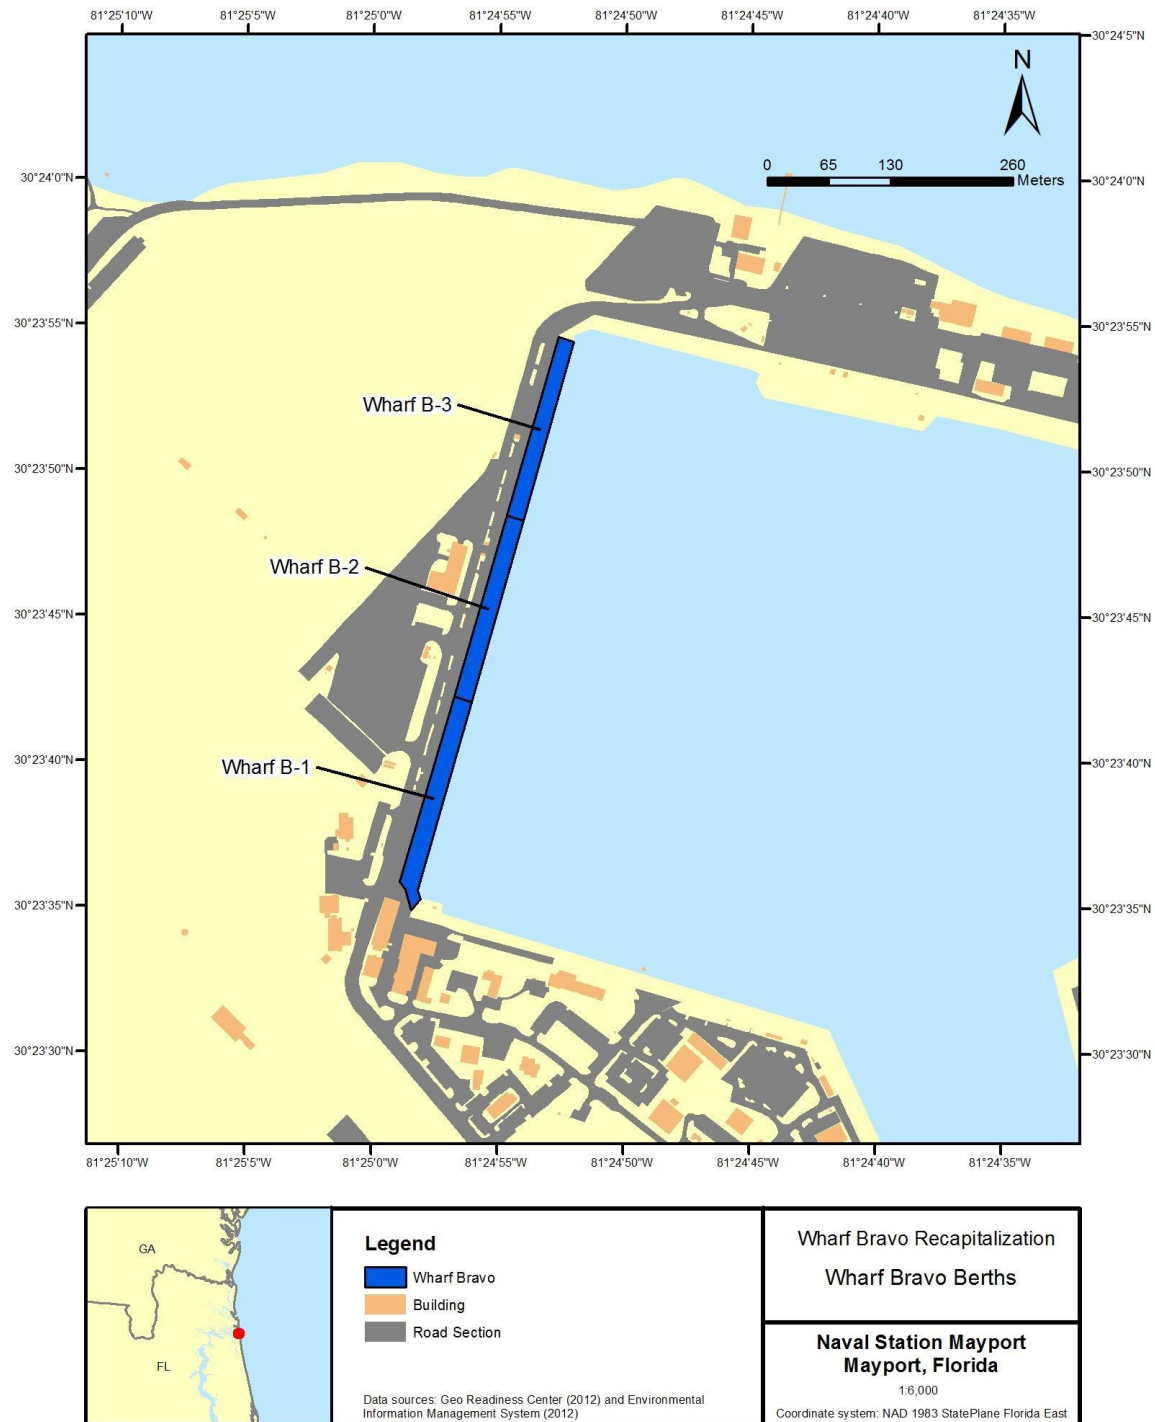 81°25'10"W 81°25'5"W 81°25'0"W 81°24'55"W 81°24'50"W 81°24'45"W 81°24'40"W 81°24'35"W
30°24'5"N
N
0 65 130 260
Meters
30°24'0"N 30°24'0"N
30°23'55"N 30°23'55"N
Wharf B-3
30°23'50"N 30°23'50"N
Wharf B-2
30°23'45"N 30°23'45"N
30°23'40"N 30°23'40"N
Wharf B-1
30°23'35"N 30°23'35"N
30°23'30"N 30°23'30"N
81°25'10"W 81°25'5"W 81°25'0"W 81°24'55"W 81°24'50"W 81°24'45"W 81°24'40"W 81°24'35"W
GA
FL
Legend
Wharf Bravo
Building
Road Section
Data sources: Geo Readiness Center (2012) and Environmental
Information Management System (2012)
Wharf Bravo Recapitalization
Wharf Bravo Berths
Naval Station Mayport
Mayport, Florida
1:6,000
Coordinate system: NAD 1983 StatePlane Florida East